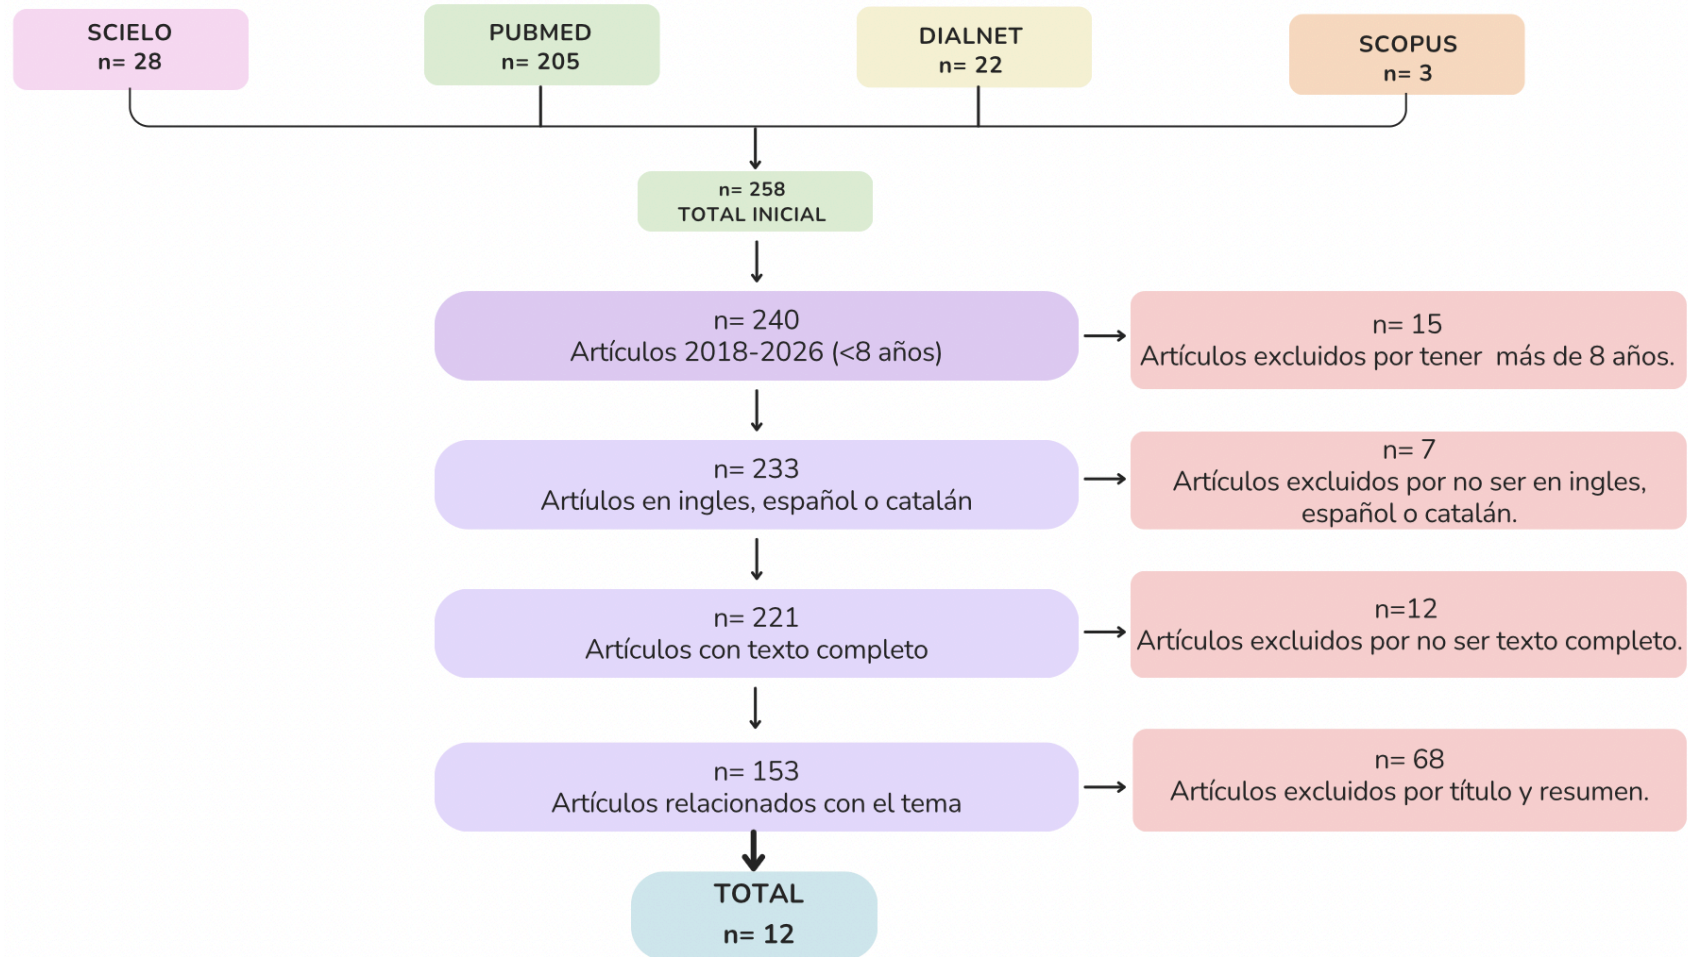 SCIELO
n= 28
PUBMED
n= 205
DIALNET
n= 22
SCOPUS
n= 3
n= 258
TOTAL INICIAL
n= 240
Artículos 2018-2026 (<8 años)
n= 15
Artículos excluidos por tener  más de 8 años.
n= 233
Artíulos en ingles, español o catalán
n= 7
Artículos excluidos por no ser en ingles,
español o catalán.
n= 221
Artículos con texto completo
n=12
Artículos excluidos por no ser texto completo.
n= 153
Artículos relacionados con el tema
n= 68
Artículos excluidos por título y resumen.
TOTAL
n= 12